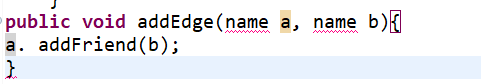 public void addEdge(name a, name b){
a. addFriend(b);
}